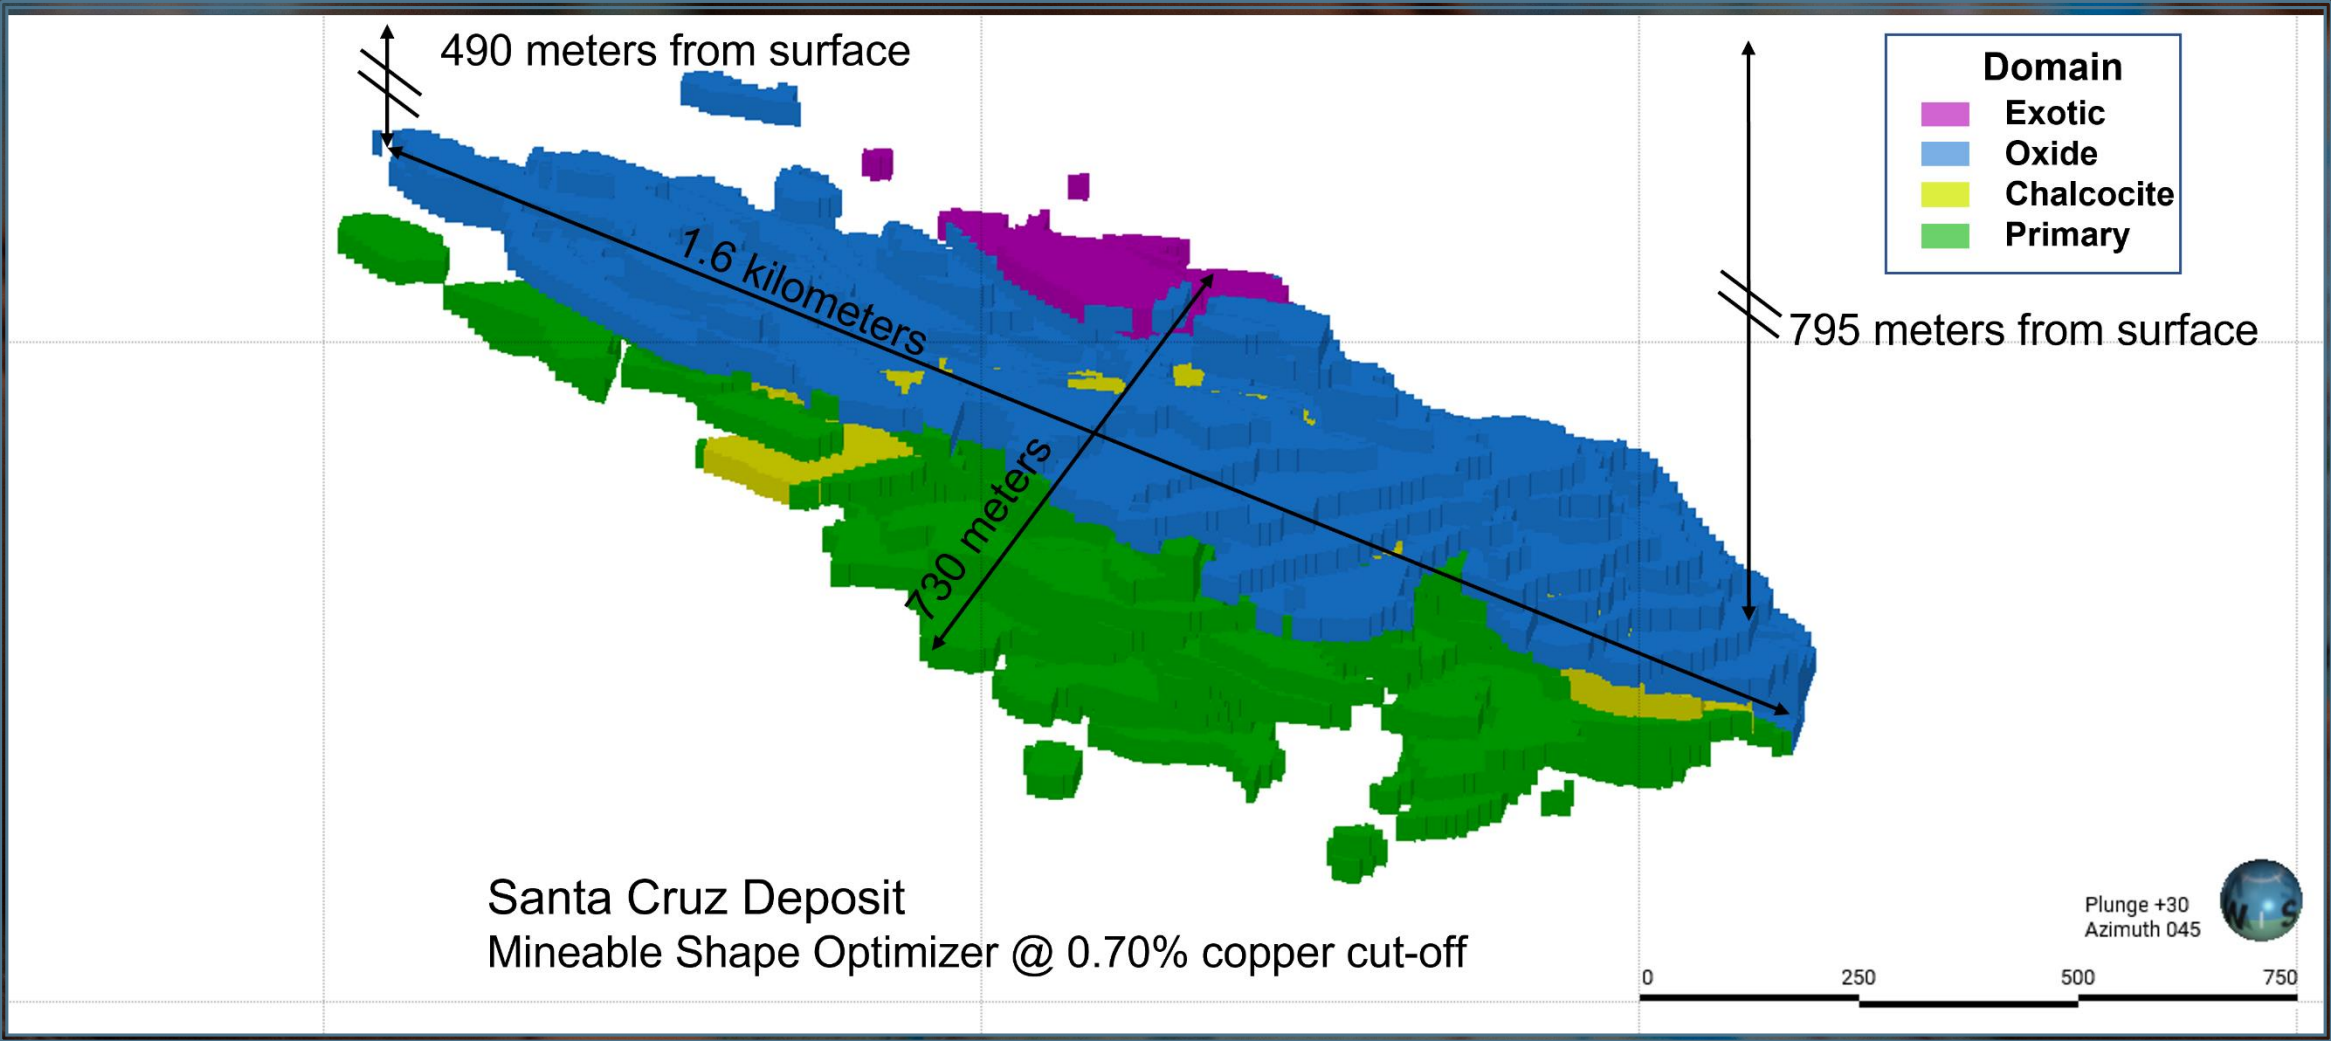 490 meters from surface
Domain
Exotic
Oxide
Chalcocite
Primary
1.6 kilometers
795 meters from surface
730 meters
Santa Cruz Deposit
Mineable Shape Optimizer @ 0.70% copper cut-off
Plunge +30
Azimuth 045
N S
0 250 500 750